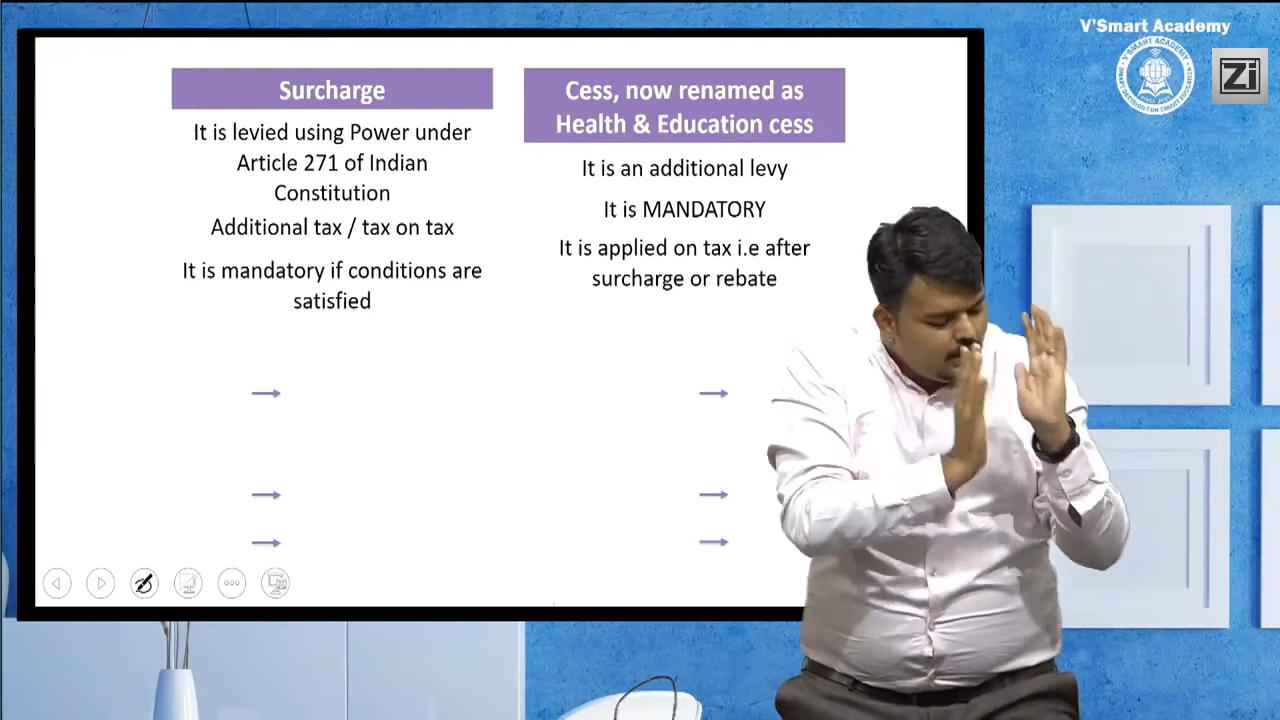 V'Smart Academy
Zi
Surcharge
It is levied using Power under
Article 271 of Indian
Constitution
Additional tax / tax on tax
It is mandatory if conditions are
satisfied
Cess, now renamed as
Health & Education cess
It is an additional levy
It is MANDATORY
It is applied on tax i.e after
surcharge or rebate